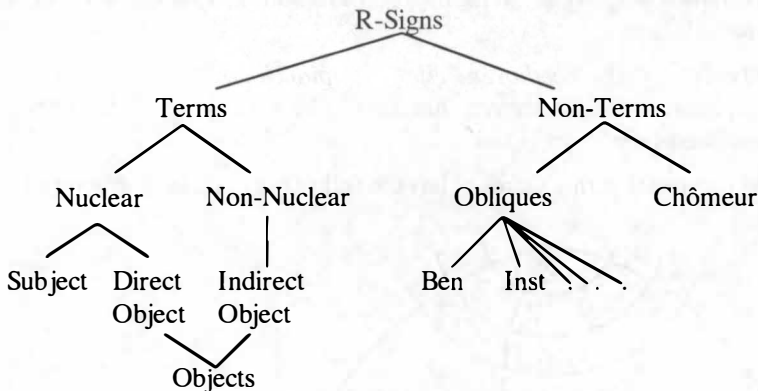 R-Signs
Terms Non-Terms
Nuclear Non-Nuclear Obliques Chômeur
Subject Direct Indirect Ben Inst . . .
Object Object
Objects